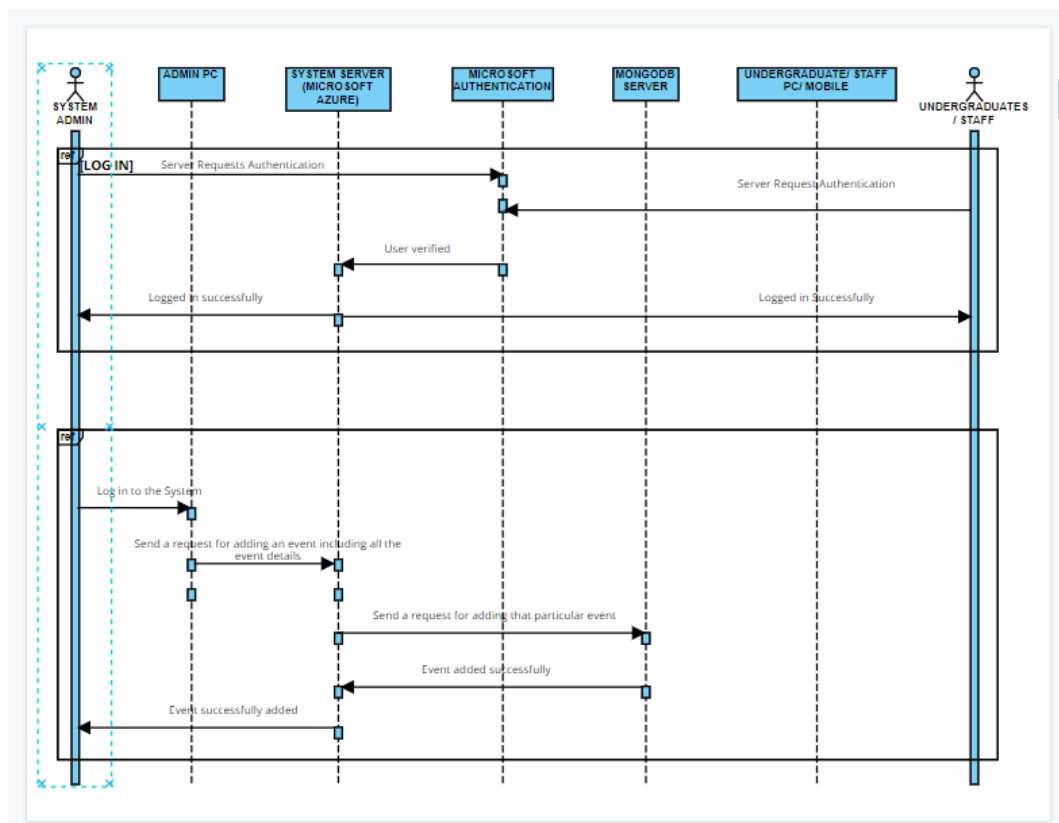 SYSTEM
ADMIN
ADMIN PC
SYSTEM SERVER
(MICROSOFT
AZURE)
MICROSOFT
AUTHENTICATION
MONGODB
SERVER
UNDERGRADUATE/ STAFF
PC/ MOBILE
UNDERGRADUATES
/ STAFF
ref
[LOG IN]
Server Requests Authentication
Server Request Authentication
User verified
Logged in successfully
Logged in Successfully
ref
Log in to the System
Send a request for adding an event including all the
event details
Send a request for adding that particular event
Event added successfully
Event successfully added